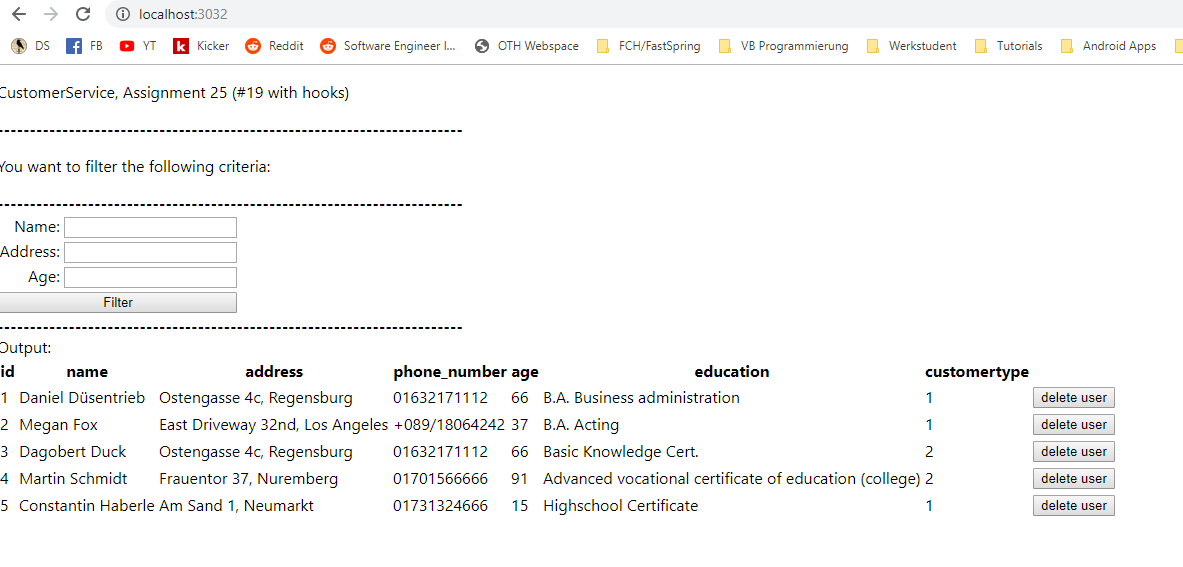 localhost:3032
DS FB YT Kicker Reddit Software Engineer I... OTH Webspace FCH/FastSpring VB Programmierung Werkstudent Tutorials Android Apps
CustomerService, Assignment 25 (#19 with hooks)
--------------------------------------------------------------------------
You want to filter the following criteria:
--------------------------------------------------------------------------
Name:
Address:
Age:
Filter
--------------------------------------------------------------------------
Output:
id name address phone_number age education customertype
1 Daniel Düsentrieb Ostengasse 4c, Regensburg 01632171112 66 B.A. Business administration 1 delete user
2 Megan Fox East Driveway 32nd, Los Angeles +089/18064242 37 B.A. Acting 1 delete user
3 Dagobert Duck Ostengasse 4c, Regensburg 01632171112 66 Basic Knowledge Cert. 2 delete user
4 Martin Schmidt Frauentor 37, Nuremberg 01701566666 91 Advanced vocational certificate of education (college) 2 delete user
5 Constantin Haberle Am Sand 1, Neumarkt 01731324666 15 Highschool Certificate 1 delete user